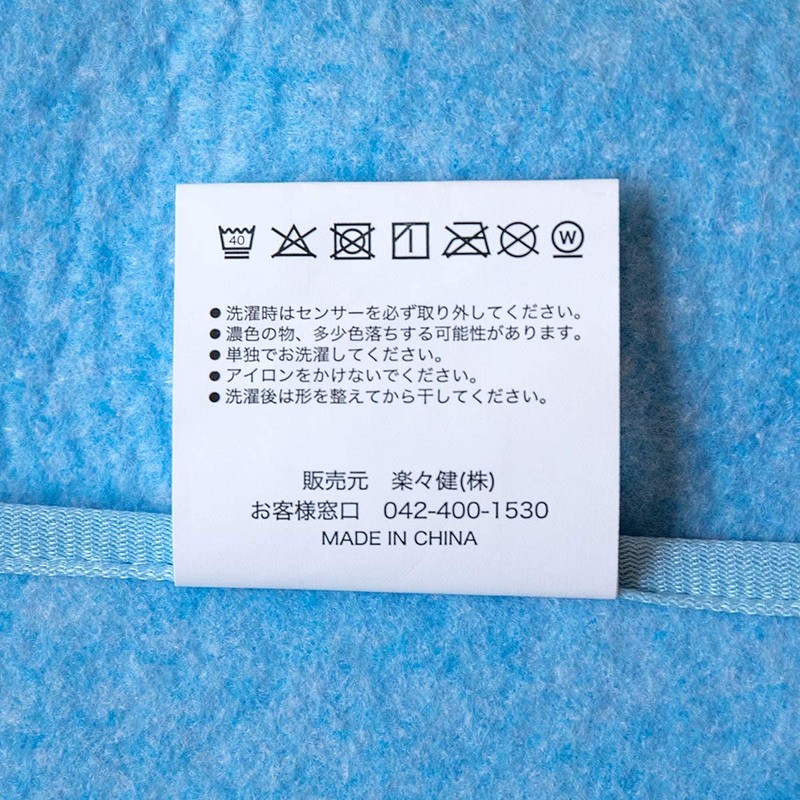 40 W
●洗濯時はセンサーを必ず取り外してください。
●濃色の物、多少色落ちする可能性があります。
●単独でお洗濯してください。
●アイロンをかけないでください。
●洗濯後は形を整えてから干してください。
販売元 楽々健(株)
お客様窓口 042-400-1530
MADE IN CHINA